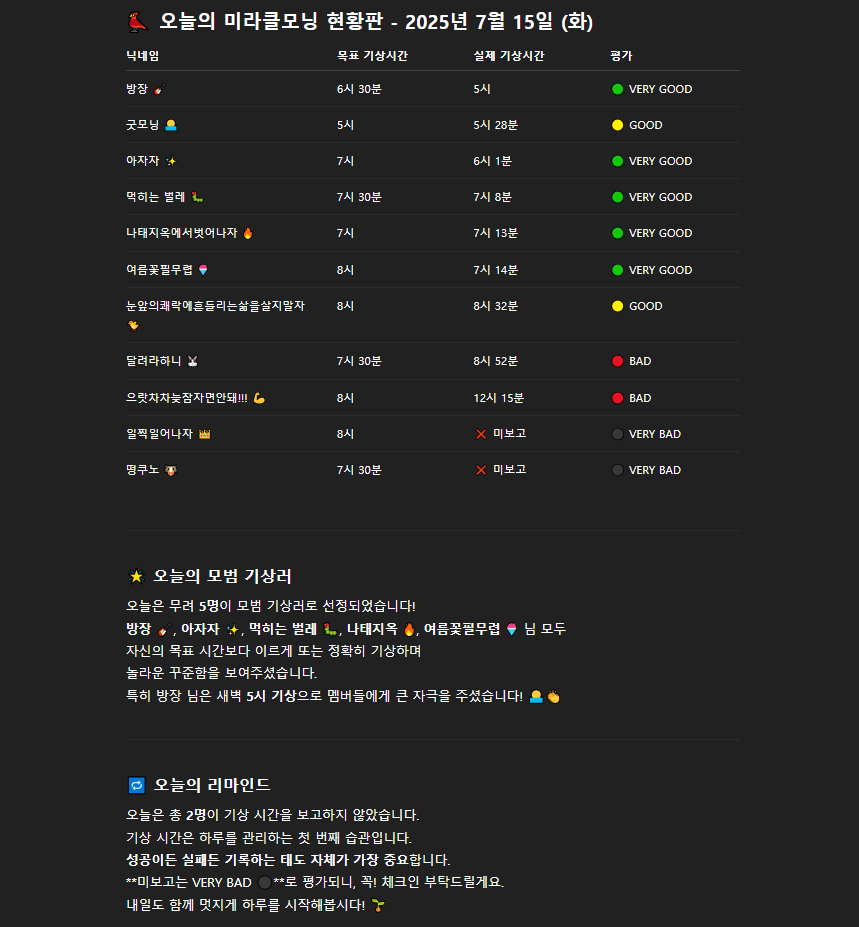 🐦 오늘의 미라클모닝 현황판 - 2025년 7월 15일 (화)
닉네임 목표 기상시간 실제 기상시간 평가
방장 🎸 6시 30분 5시 🟢 VERY GOOD
굿모닝 🌅 5시 5시 28분 🟡 GOOD
아자자 ✨ 7시 6시 1분 🟢 VERY GOOD
먹히는 벌레 🐛 7시 30분 7시 8분 🟢 VERY GOOD
나태지옥에서벗어나자 🔥 7시 7시 13분 🟢 VERY GOOD
여름꽃필무렵 🍧 8시 7시 14분 🟢 VERY GOOD
눈앞의쾌락에흔들리는삶을살지말자 8시 8시 32분 🟡 GOOD
🐤
달려라하니 🐰 7시 30분 8시 52분 🔴 BAD
으랏차차늦잠자면안돼!!! 💪 8시 12시 15분 🔴 BAD
일찍일어나자 👑 8시 ❌ 미보고 ⚫ VERY BAD
떵쿠노 🐮 7시 30분 ❌ 미보고 ⚫ VERY BAD
🌟 오늘의 모범 기상러
오늘은 무려 5명이 모범 기상러로 선정되었습니다!
방장 🎸, 아자자 ✨, 먹히는 벌레 🐛, 나태지옥 🔥, 여름꽃필무렵 🍧 님 모두
자신의 목표 시간보다 이르게 또는 정확히 기상하며
놀라운 꾸준함을 보여주셨습니다.
특히 방장 님은 새벽 5시 기상으로 멤버들에게 큰 자극을 주셨습니다! 🌅👏
🔁 오늘의 리마인드
오늘은 총 2명이 기상 시간을 보고하지 않았습니다.
기상 시간은 하루를 관리하는 첫 번째 습관입니다.
성공이든 실패든 기록하는 태도 자체가 가장 중요합니다.
**미보고는 VERY BAD ⚫**로 평가되니, 꼭! 체크인 부탁드릴게요.
내일도 함께 멋지게 하루를 시작해봅시다! 🌱